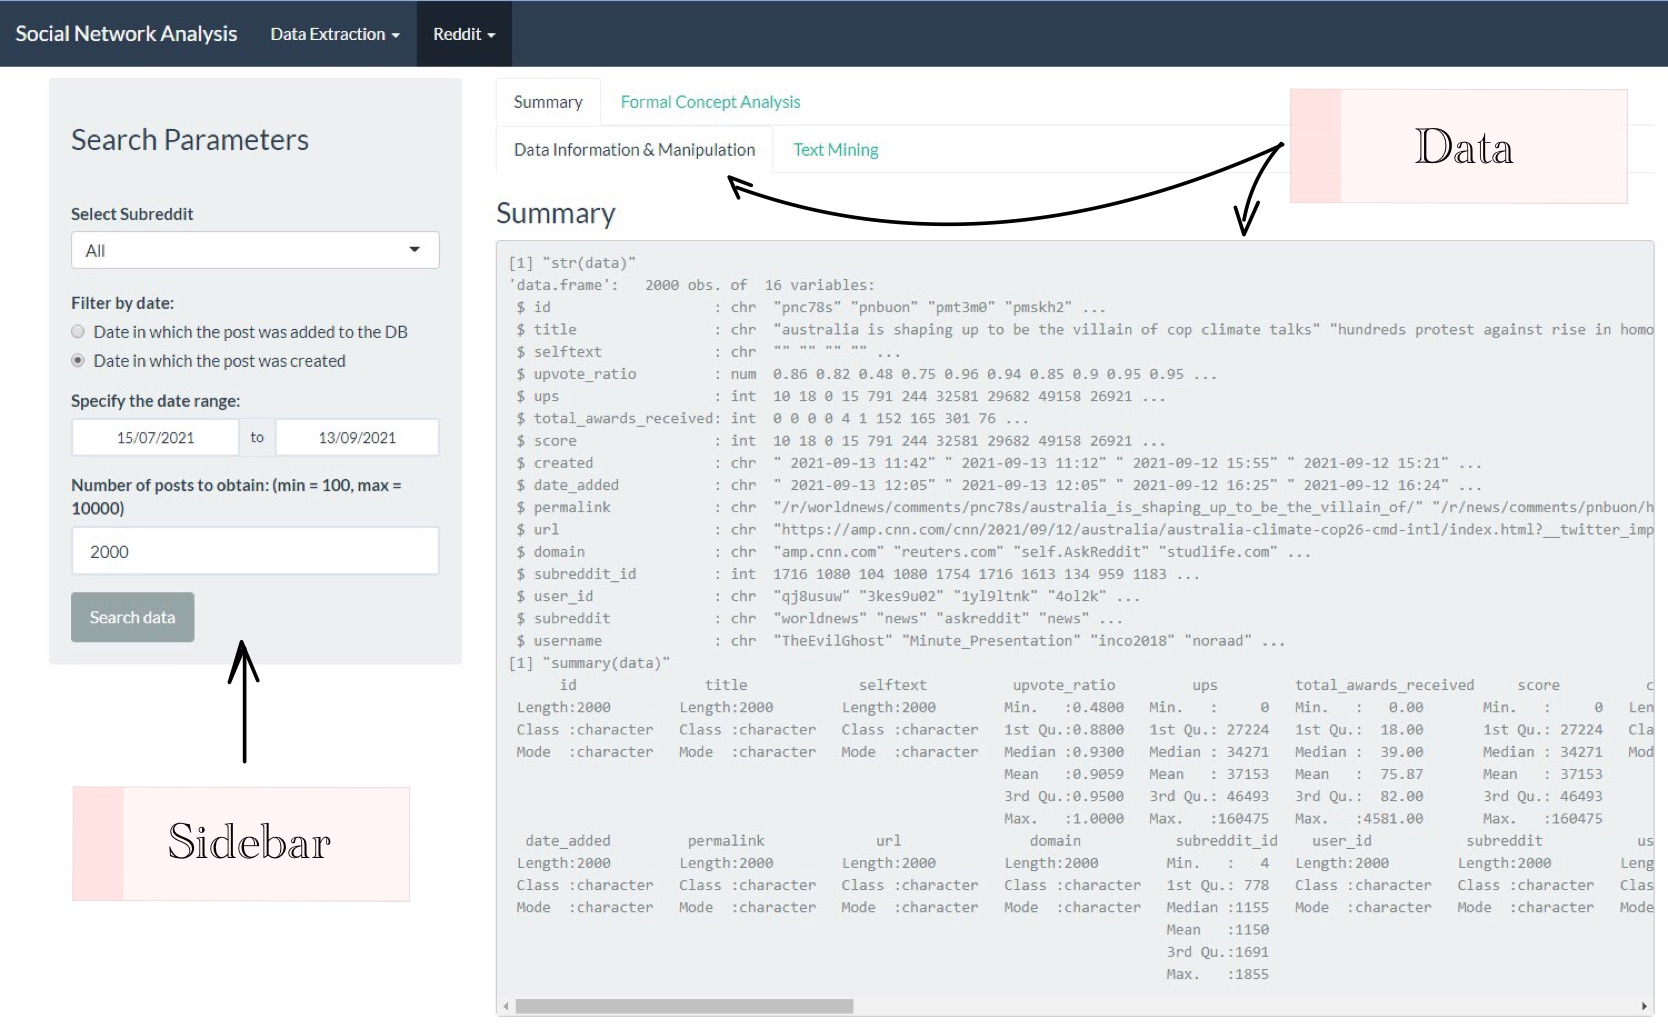 Social Network Analysis Data Extraction Reddit
Search Parameters
Select Subreddit
All
Filter by date:
Date in which the post was added to the DB
Date in which the post was created
Specify the date range:
15/07/2021 to 13/09/2021
Number of posts to obtain: (min = 100, max =
10000)
2000
Search data
Sidebar
Summary Formal Concept Analysis
Data Information & Manipulation Text Mining
Data
Summary
[1] "str(data)"
'data.frame':   2000 obs. of  16 variables:
 $ id                   : chr  "pnc78s" "pnbuon" "pmt3m0" "pmskh2" ...
 $ title                : chr  "australia is shaping up to be the villain of cop climate talks" "hundreds protest against rise in homo
 $ selftext             : chr  "" "" "" "" ...
 $ upvote_ratio         : num  0.86 0.82 0.48 0.75 0.96 0.94 0.85 0.9 0.95 0.95 ...
 $ ups                  : int  10 18 0 15 791 244 32581 29682 49158 26921 ...
 $ total_awards_received: int  0 0 0 0 4 1 152 165 301 76 ...
 $ score                : int  10 18 0 15 791 244 32581 29682 49158 26921 ...
 $ created              : chr  " 2021-09-13 11:42" " 2021-09-13 11:12" " 2021-09-12 15:55" " 2021-09-12 15:21" ...
 $ date_added           : chr  " 2021-09-13 12:05" " 2021-09-13 12:05" " 2021-09-12 16:25" " 2021-09-12 16:24" ...
 $ permalink            : chr  "/r/worldnews/comments/pnc78s/australia_is_shaping_up_to_be_the_villain_of/" "/r/news/comments/pnbuon/h
 $ url                  : chr  "https://amp.cnn.com/cnn/2021/09/12/australia/australia-climate-cop26-cmd-intl/index.html?__twitter_imp
 $ domain               : chr  "amp.cnn.com" "reuters.com" "self.AskReddit" "studlife.com" ...
 $ subreddit_id         : int  1716 1080 104 1080 1754 1716 1613 134 959 1183 ...
 $ user_id              : chr  "qj8usuw" "3kes9u02" "1yl9ltnk" "4ol2k" ...
 $ subreddit            : chr  "worldnews" "news" "askreddit" "news" ...
 $ username             : chr  "TheEvilGhost" "Minute_Presentation" "inco2018" "noraad" ...
[1] "summary(data)"
id title selftext upvote_ratio ups total_awards_received score c
Length:2000 Length:2000 Length:2000 Min.   :0.4800 Min.   :     0 Min.   :   0.00 Min.   :     0 Len
Class :character Class :character Class :character 1st Qu.:0.8800 1st Qu.: 27224 1st Qu.:  18.00 1st Qu.: 27224 Cla
Mode  :character Mode  :character Mode  :character Median :0.9300 Median : 34271 Median :  39.00 Median : 34271 Mod
Mean   :0.9059 Mean   : 37153 Mean   :  75.87 Mean   : 37153
3rd Qu.:0.9500 3rd Qu.: 46493 3rd Qu.:  82.00 3rd Qu.: 46493
Max.   :1.0000 Max.   :160475 Max.   :4581.00 Max.   :160475
date_added permalink url domain subreddit_id user_id subreddit us
Length:2000 Length:2000 Length:2000 Length:2000 Min.   :   4 Length:2000 Length:2000 Leng
Class :character Class :character Class :character Class :character 1st Qu.: 778 Class :character Class :character Clas
Mode  :character Mode  :character Mode  :character Mode  :character Median :1155 Mode  :character Mode  :character Mode
Mean   :1150
3rd Qu.:1691
Max.   :1855